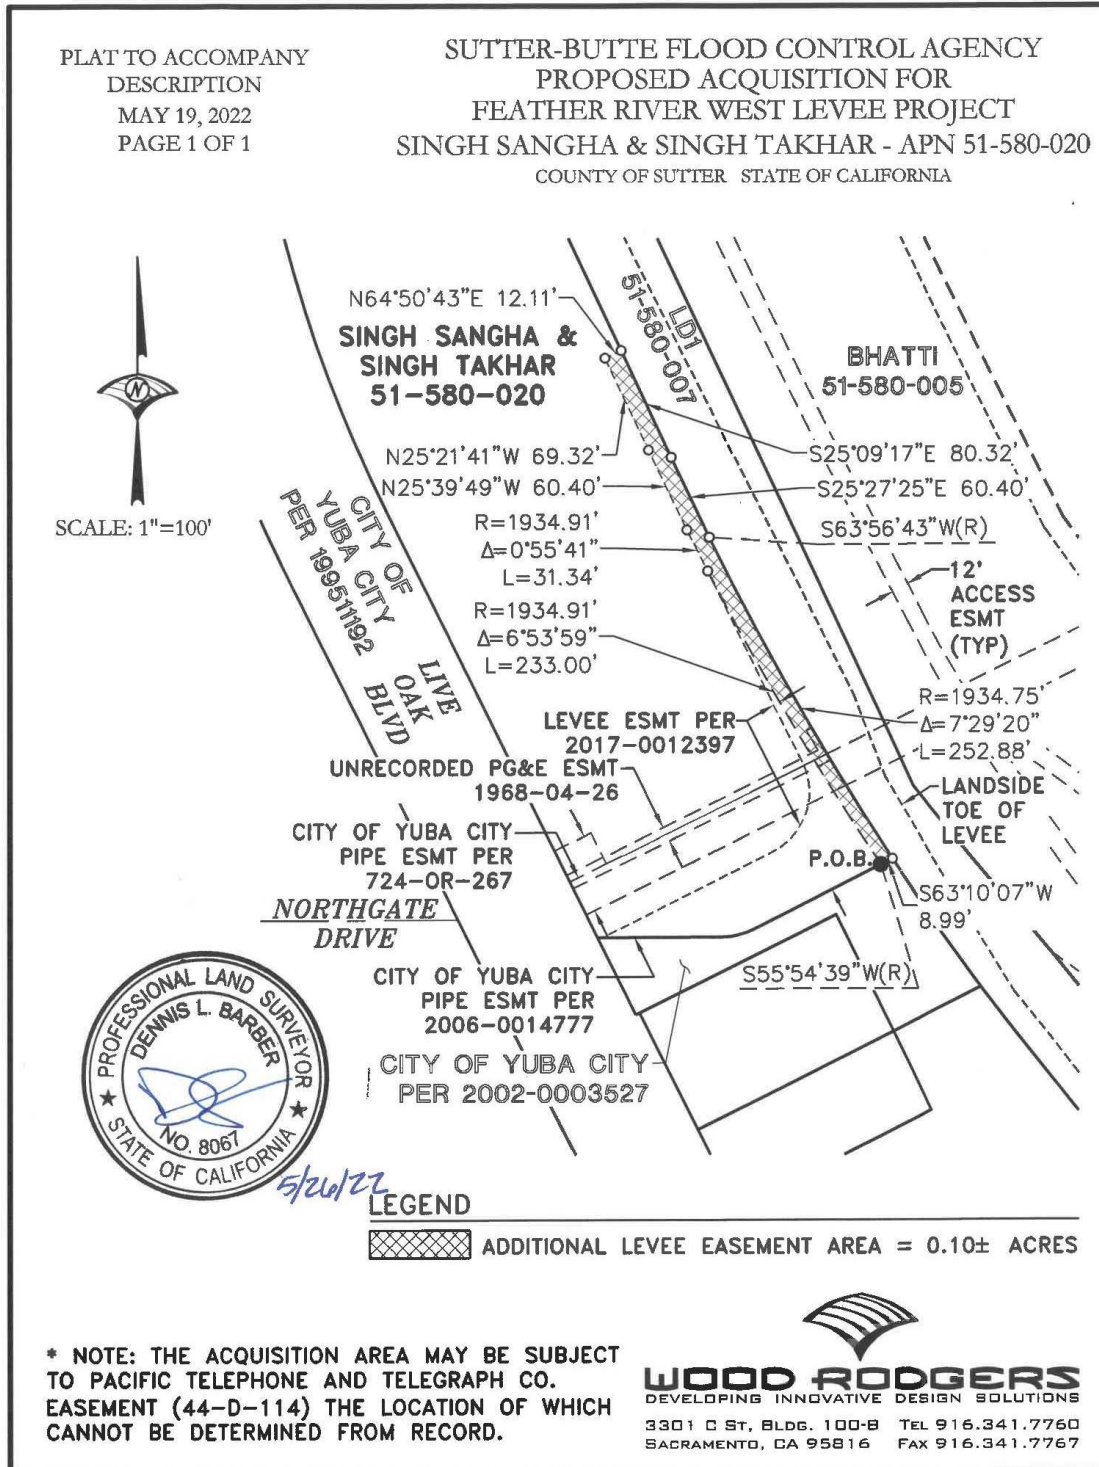 PLAT TO ACCOMPANY
DESCRIPTION
MAY 19, 2022
PAGE 1 OF 1
SUTTER-BUTTE FLOOD CONTROL AGENCY
PROPOSED ACQUISITION FOR
FEATHER RIVER WEST LEVEE PROJECT
SINGH SANGHA & SINGH TAKHAR - APN 51-580-020
COUNTY OF SUTTER STATE OF CALIFORNIA
N
SCALE: 1"=100'
N64°50'43"E 12.11'
SINGH SANGHA &
SINGH TAKHAR
51-580-020
LD1
51-580-007
BHATTI
51-580-005
N25°21'41"W 69.32'
S25°09'17"E 80.32'
N25°39'49"W 60.40'
S25°27'25"E 60.40'
R=1934.91'
Δ=0°55'41"
L=31.34'
S63°56'43"W(R)
R=1934.91'
Δ=6°53'59"
L=233.00'
12'
ACCESS
ESMT
(TYP)
CITY OF
YUBA CITY
PER 199511192
LIVE
OAK
BLVD
R=1934.75'
Δ=7°29'20"
L=252.88'
LEVEE ESMT PER
2017-0012397
UNRECORDED PG&E ESMT
1968-04-26
LANDSIDE
TOE OF
LEVEE
CITY OF YUBA CITY
PIPE ESMT PER
724-OR-267
P.O.B.
S63°10'07"W
8.99'
NORTHGATE
DRIVE
CITY OF YUBA CITY
PIPE ESMT PER
2006-0014777
S55°54'39"W(R)
CITY OF YUBA CITY
PER 2002-0003527
PROFESSIONAL LAND SURVEYOR
DENNIS L. BARBER
NO. 8067
STATE OF CALIFORNIA
5/26/22
LEGEND
ADDITIONAL LEVEE EASEMENT AREA = 0.10± ACRES
* NOTE: THE ACQUISITION AREA MAY BE SUBJECT
TO PACIFIC TELEPHONE AND TELEGRAPH CO.
EASEMENT (44-D-114) THE LOCATION OF WHICH
CANNOT BE DETERMINED FROM RECORD.
WOOD RODGERS
DEVELOPING INNOVATIVE DESIGN SOLUTIONS
3301 C ST, BLDG. 100-B TEL 916.341.7760
SACRAMENTO, CA 95816 FAX 916.341.7767